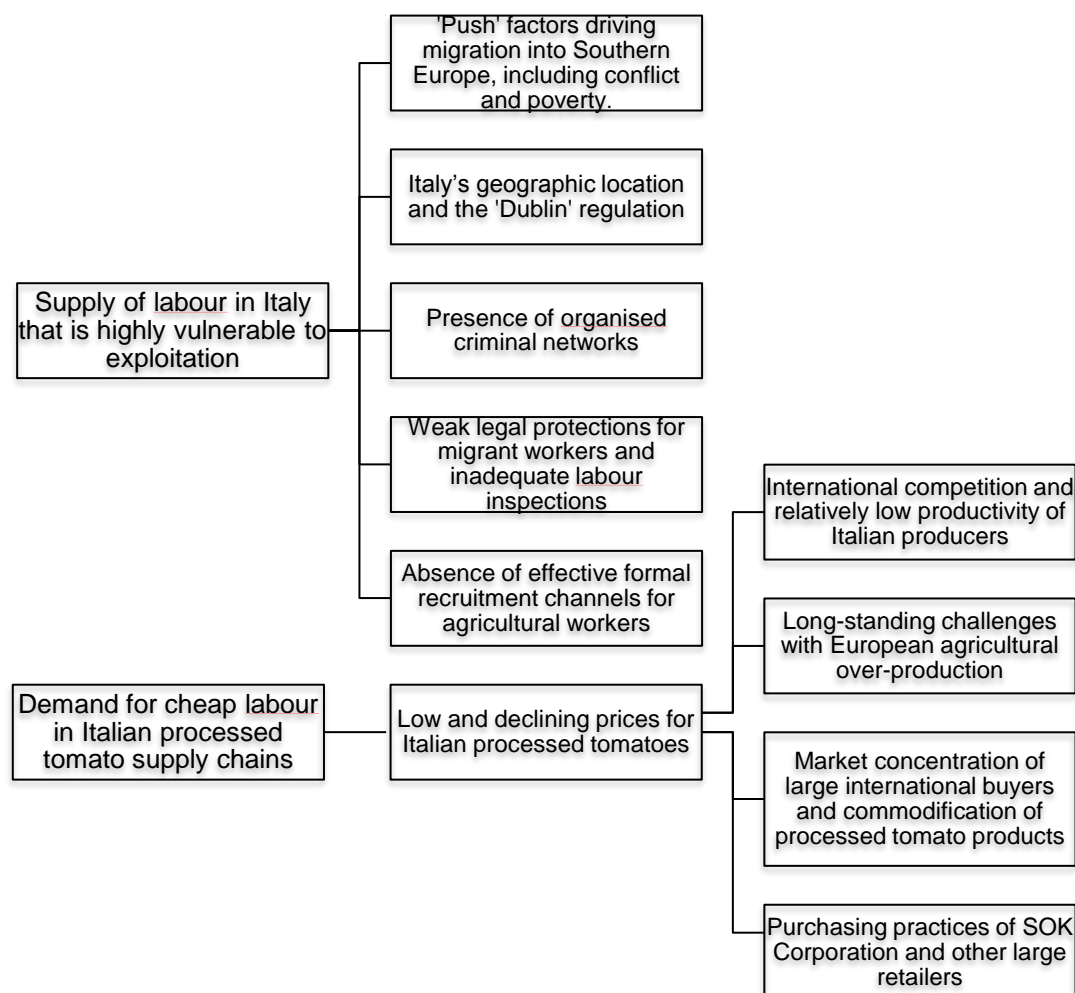 'Push' factors driving
migration into Southern
Europe, including conflict
and poverty.
Italy's geographic location
and the 'Dublin' regulation
Supply of labour in Italy
that is highly vulnerable to
exploitation
Presence of organised
criminal networks
Weak legal protections for
migrant workers and
inadequate labour
inspections
Absence of effective formal
recruitment channels for
agricultural workers
Demand for cheap labour
in Italian processed
tomato supply chains
Low and declining prices for
Italian processed tomatoes
International competition and
relatively low productivity of
Italian producers
Long-standing challenges
with European agricultural
over-production
Market concentration of
large international buyers
and commodification of
processed tomato products
Purchasing practices of SOK
Corporation and other large
retailers